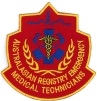 AUSTRALASIAN REGISTRY EMERGENCY
MEDICAL TECHNICIANS